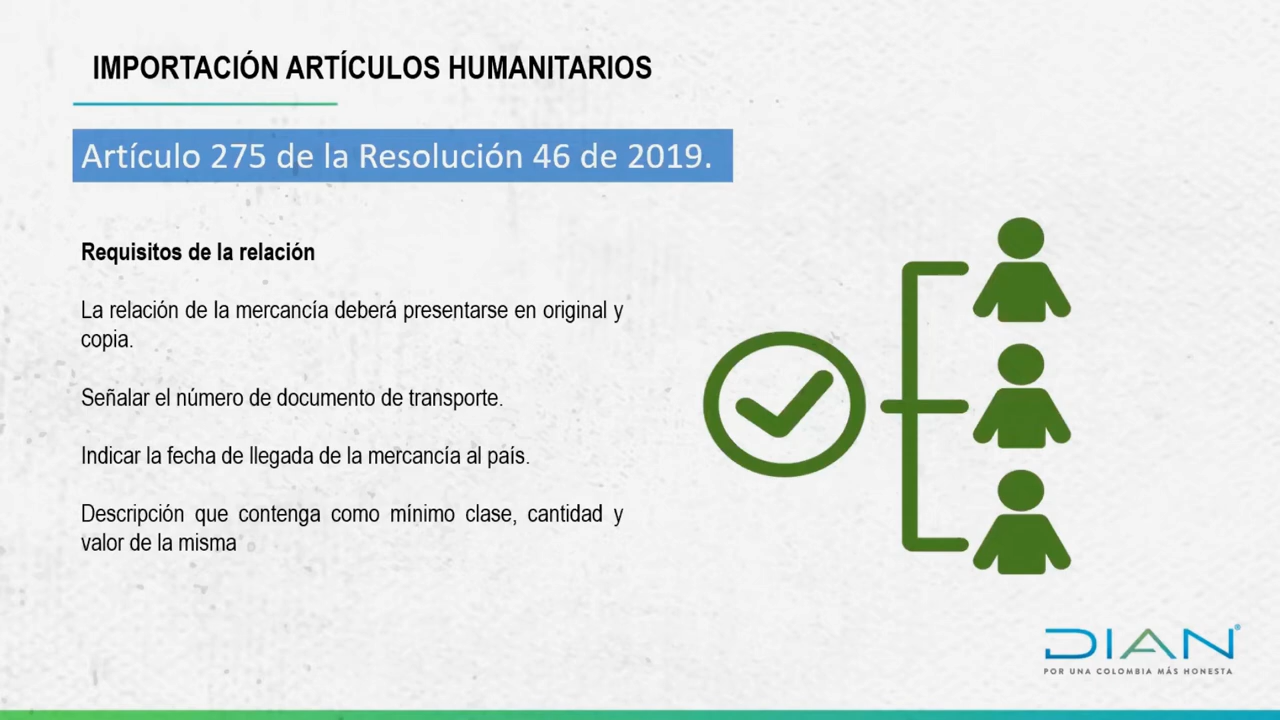 IMPORTACIÓN ARTÍCULOS HUMANITARIOS
Artículo 275 de la Resolución 46 de 2019.
Requisitos de la relación
La relación de la mercancía deberá presentarse en original y
copia.
Señalar el número de documento de transporte.
Indicar la fecha de llegada de la mercancía al país.
Descripción que contenga como mínimo clase, cantidad y
valor de la misma
DIAN®
POR UNA COLOMBIA MÁS HONESTA